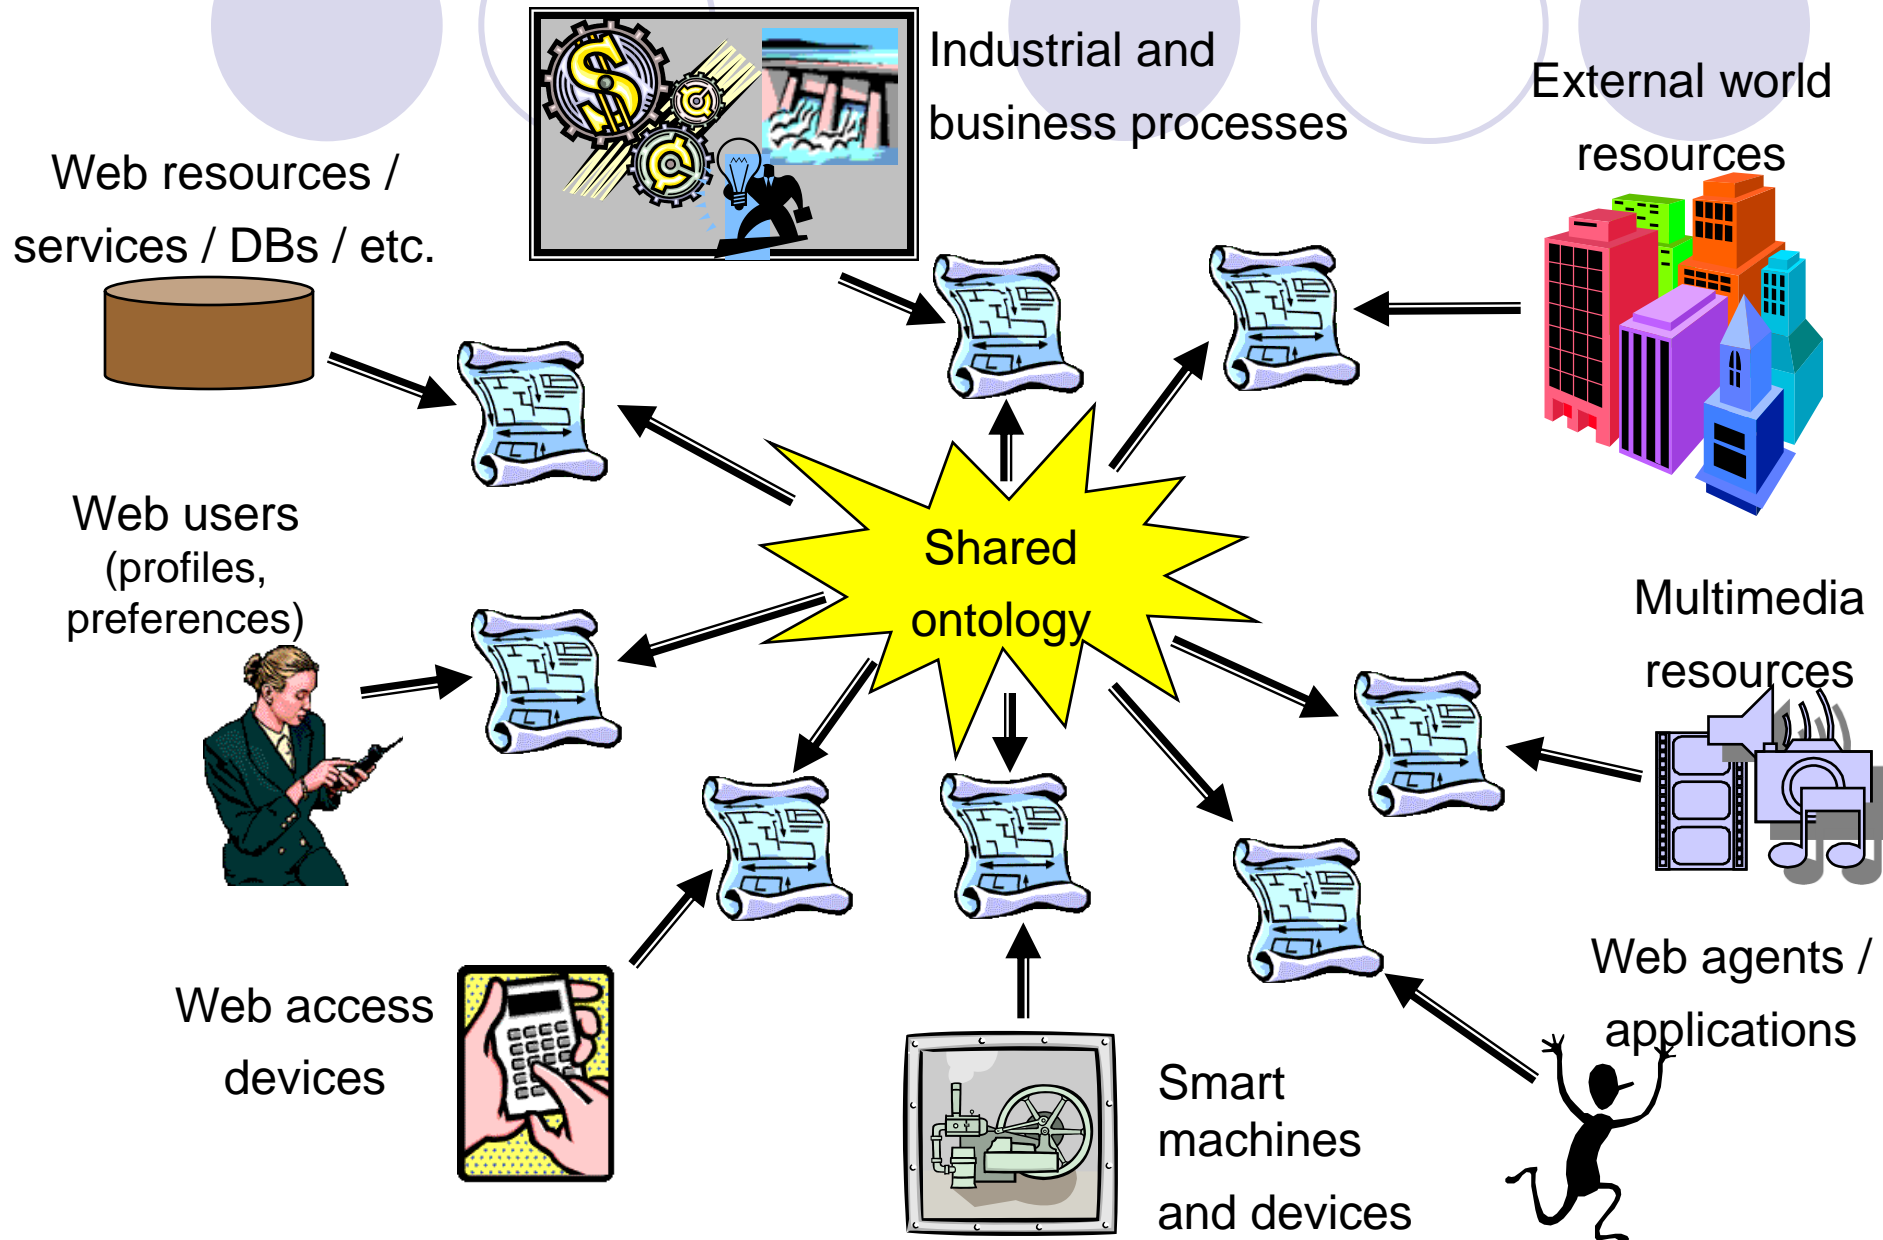 Industrial and
business processes
External world
resources
Web resources /
services / DBs / etc.
Web users
(profiles,
preferences)
Shared
ontology
Multimedia
resources
Web access
devices
Smart
machines
and devices
Web agents /
applications